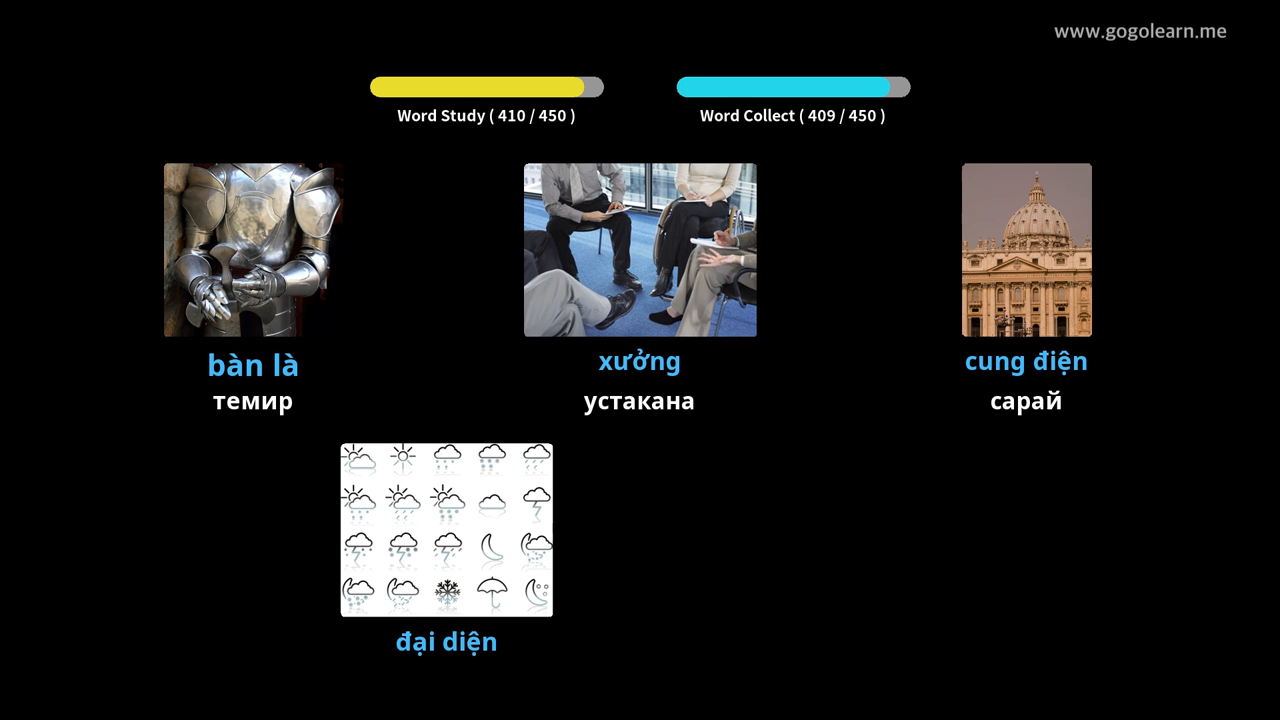 www.gogolearn.me
Word Study ( 410 / 450 )
Word Collect ( 409 / 450 )
bàn là
темир
xưởng
устакана
cung điện
сарай
đại diện